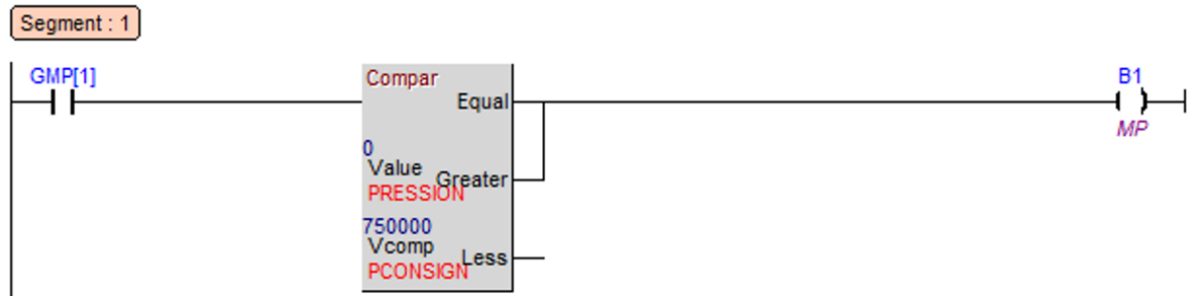 Segment : 1
GMP[1]
B1
MP
Compar
Equal
0
Value
Greater
PRESSION
750000
Vcomp
Less
PCONSIGN